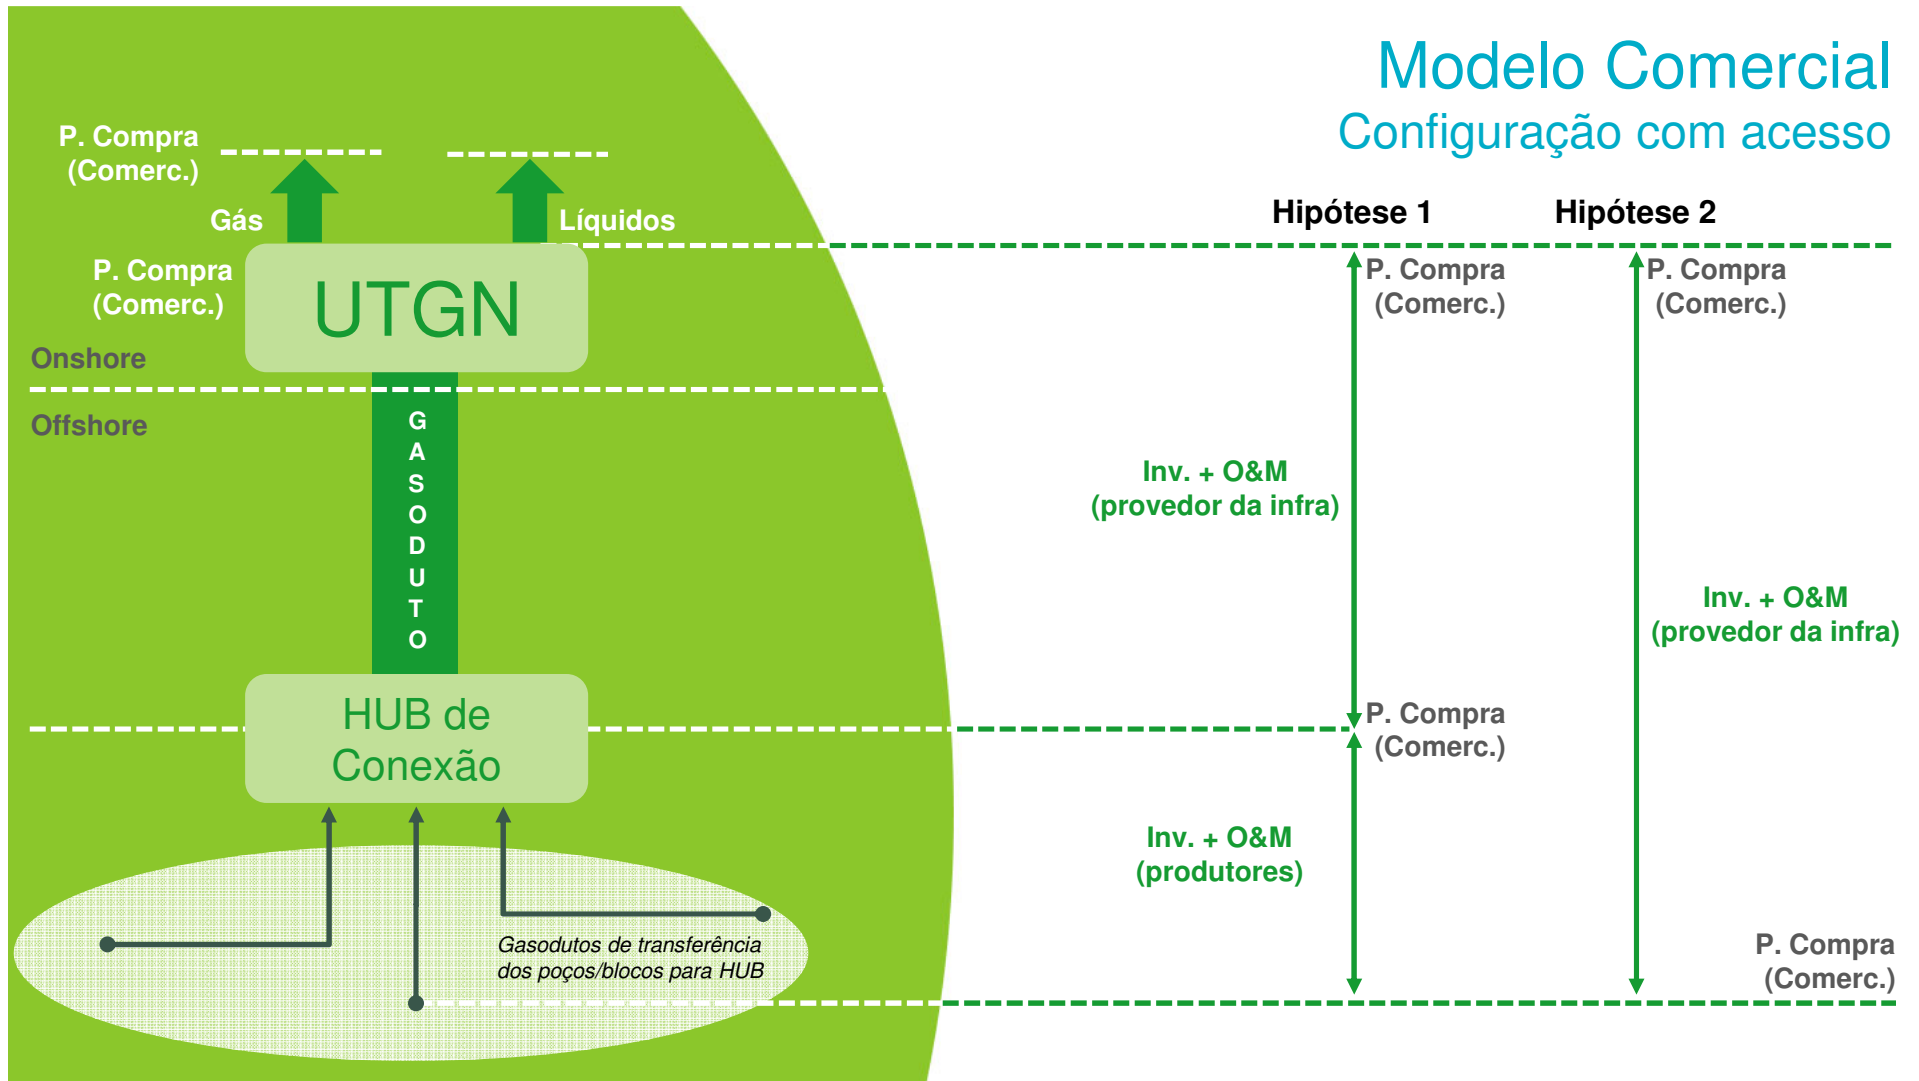 Modelo Comercial
Configuração com acesso
P. Compra
(Comerc.)
Gás
Líquidos
Hipótese 1
Hipótese 2
P. Compra
(Comerc.)
UTGN
P. Compra
(Comerc.)
P. Compra
(Comerc.)
Onshore
Offshore
G
A
S
O
D
U
T
O
Inv. + O&M
(provedor da infra)
Inv. + O&M
(provedor da infra)
HUB de
Conexão
P. Compra
(Comerc.)
Inv. + O&M
(produtores)
Gasodutos de transferência
dos poços/blocos para HUB
P. Compra
(Comerc.)